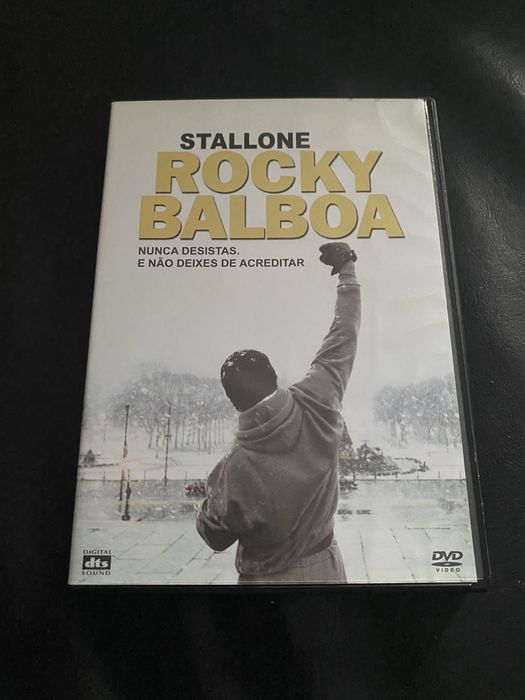 STALLONE
ROCKY
BALBOA
NUNCA DESISTAS.
E NÃO DEIXES DE ACREDITAR
DIGITAL
dts
SOUND
DVD
VIDEO